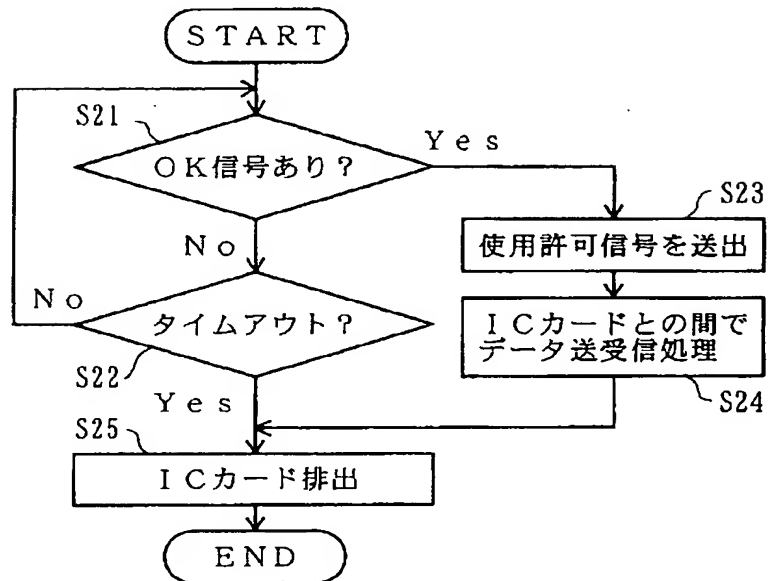 START
S21
OK信号あり?
Yes
S23
使用許可信号を送出
No
No
タイムアウト?
ICカードとの間で
データ送受信処理
S22
S24
Yes
S25
ICカード排出
END